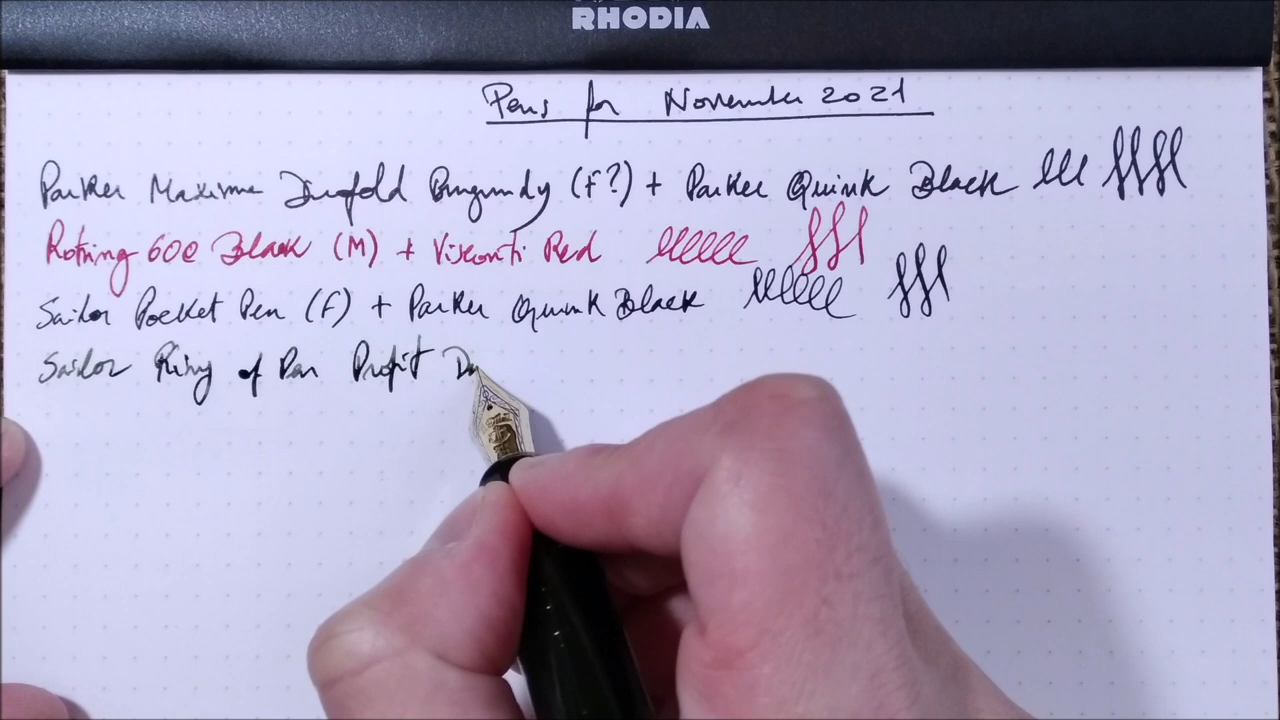 RHODIA
Pens for November 2021
Parker Maxima Duofold Burgundy (F?) + Parker Quink Black
Rotring 600 Black (M) + Visconti Red
Sailor Pocket Pen (F) + Parker Quink Black
Sailor King of Pen Profit